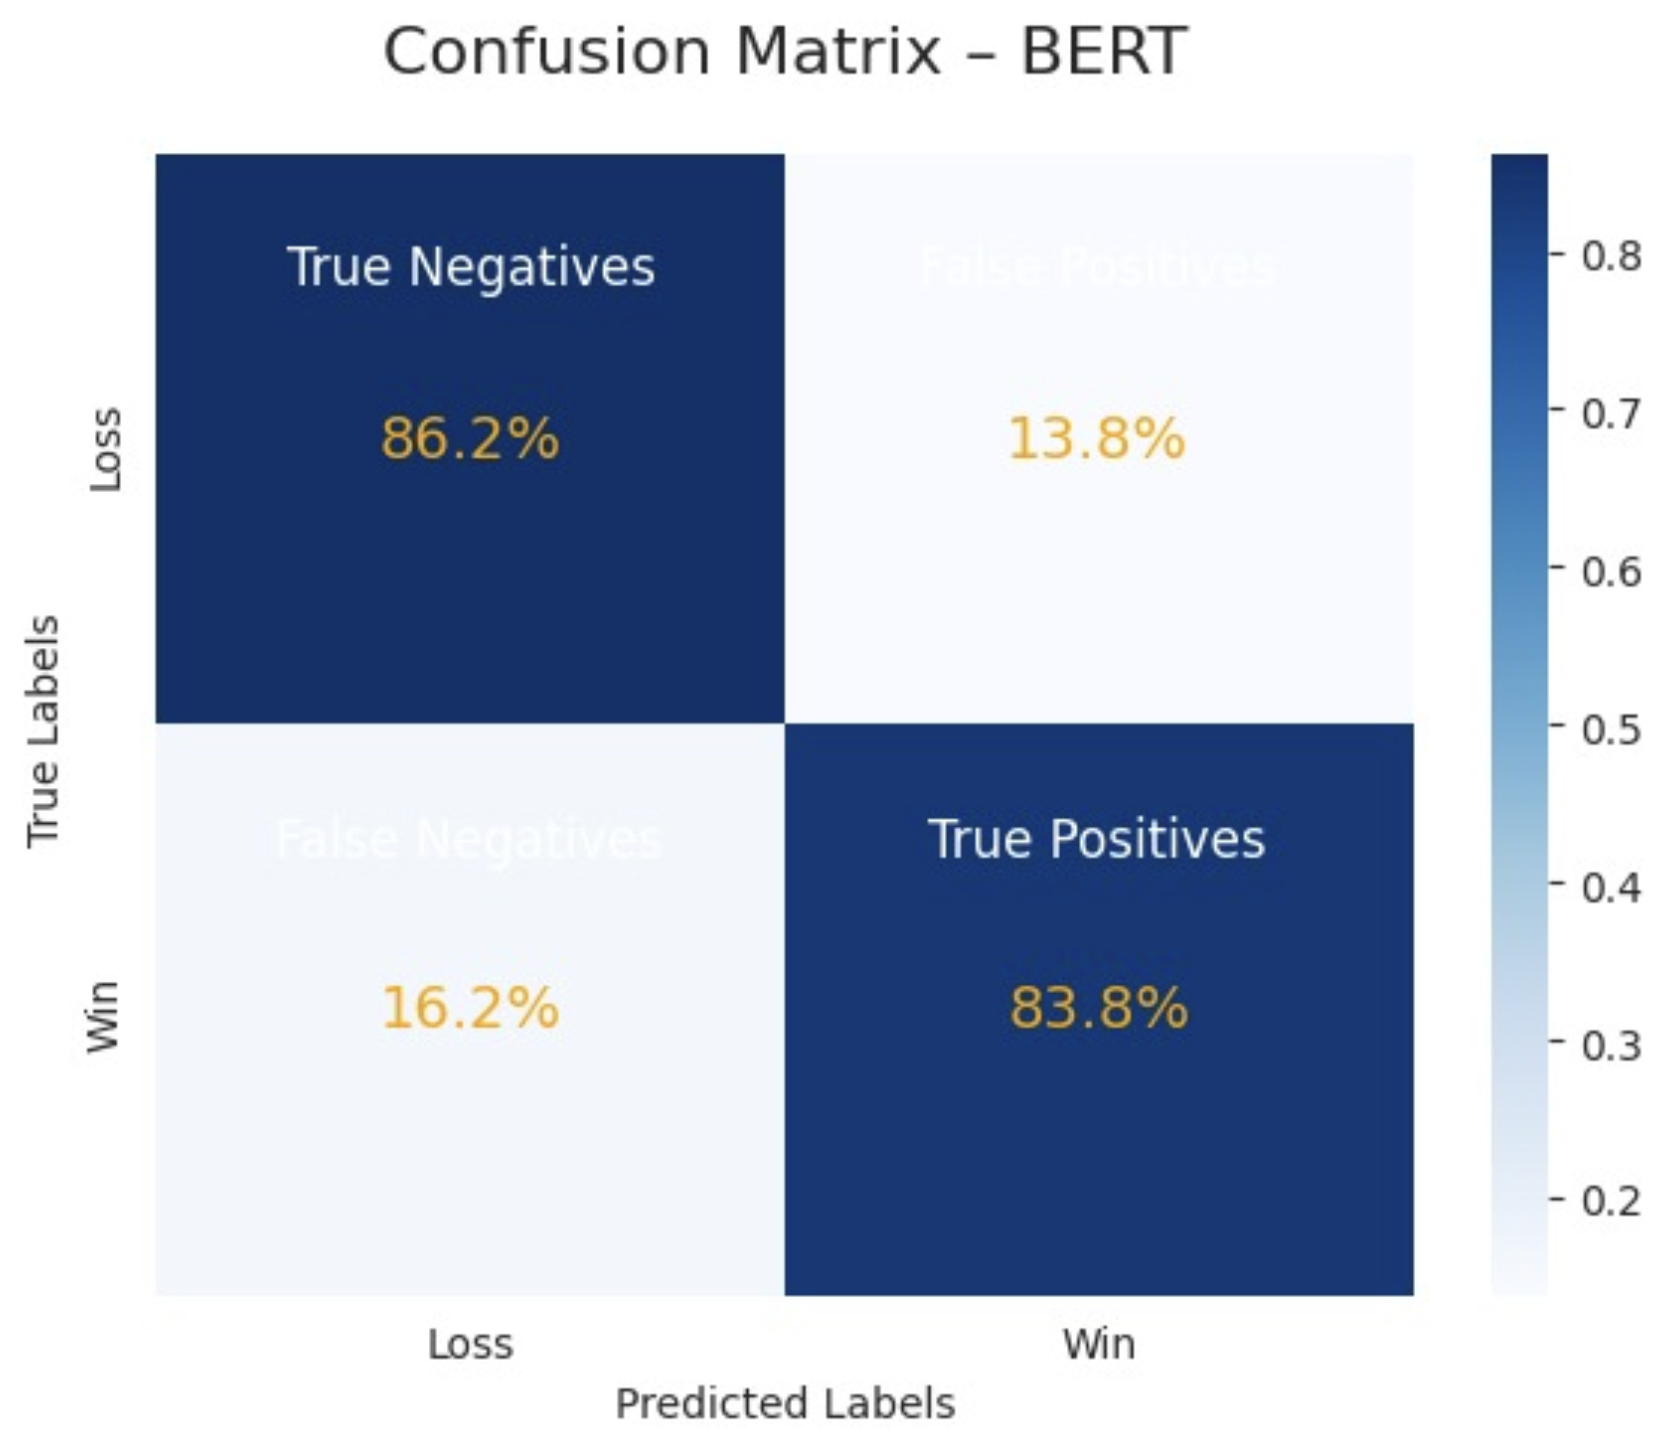 Confusion Matrix – BERT
True Negatives
False Positives
86.2%
13.8%
Loss
True Labels
False Negatives
True Positives
16.2%
83.8%
Win
Loss
Win
Predicted Labels
0.8
0.7
0.6
0.5
0.4
0.3
0.2